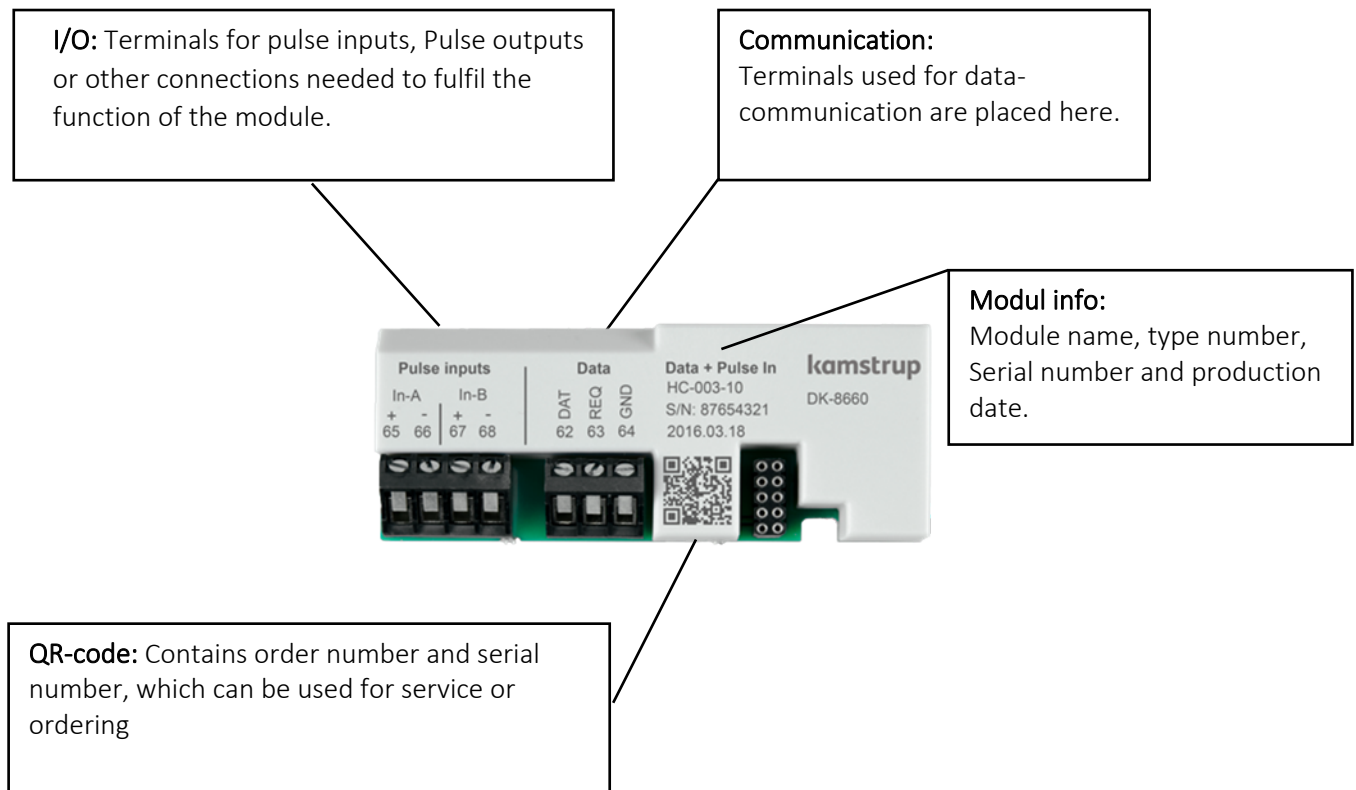 I/O: Terminals for pulse inputs, Pulse outputs
or other connections needed to fulfil the
function of the module.
Communication:
Terminals used for data-
communication are placed here.
Modul info:
Module name, type number,
Serial number and production
date.
Pulse inputs
In-A In-B
+ - + -
65 66 67 68
Data
DAT REQ GND
62 63 64
Data + Pulse In
HC-003-10
S/N: 87654321
2016.03.18
kamstrup
DK-8660
QR-code: Contains order number and serial
number, which can be used for service or
ordering